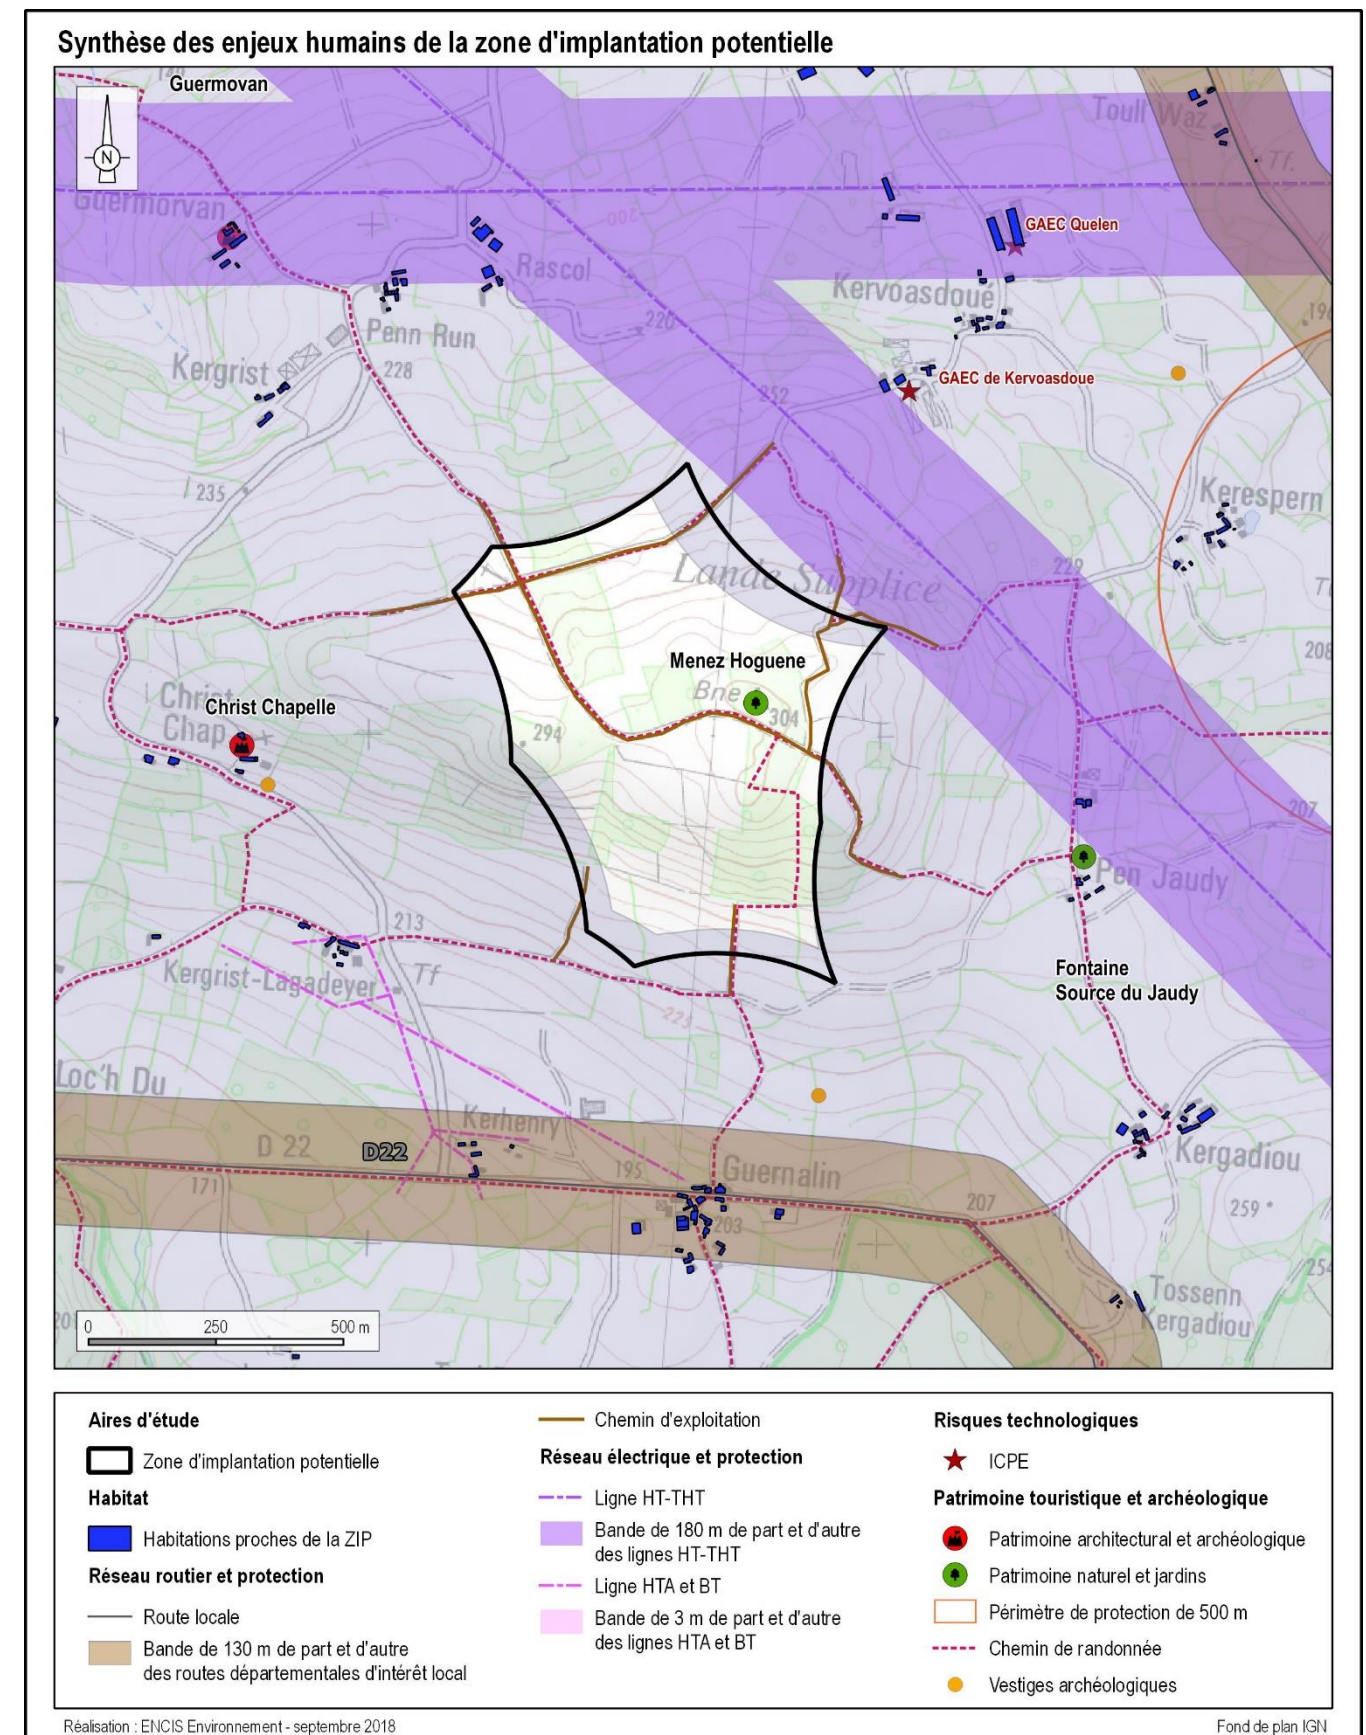 Synthèse des enjeux humains de la zone d'implantation potentielle
Guermovan
N
Toull Waz
Tf.
Guermorvan
200
GAEC Quelen
Rascol
Kervoasdoué
220
196
Penn Run
Kergrist
228
252
GAEC de Kervoasdoue
235
Kerespern
Lande Supplice
229
208
Menez Hoguene
Bne
304
Christ
Chap
Christ Chapelle
294
207
Pen Jaudy
213
Kergrist-Lagadeyer
Tf
Fontaine
Source du Jaudy
225
Loc'h Du
Kerhenry
D 22
D22
195
Guernalin
Kergadiou
171
207
259
203
254
Tossenn
Kergadiou
201
0 250 500 m
Aires d'étude
Zone d'implantation potentielle
Habitat
Habitations proches de la ZIP
Réseau routier et protection
Route locale
Bande de 130 m de part et d'autre
des routes départementales d'intérêt local
Chemin d'exploitation
Réseau électrique et protection
Ligne HT-THT
Bande de 180 m de part et d'autre
des lignes HT-THT
Ligne HTA et BT
Bande de 3 m de part et d'autre
des lignes HTA et BT
Risques technologiques
ICPE
Patrimoine touristique et archéologique
Patrimoine architectural et archéologique
Patrimoine naturel et jardins
Périmètre de protection de 500 m
Chemin de randonnée
Vestiges archéologiques
Réalisation : ENCIS Environnement - septembre 2018
Fond de plan IGN